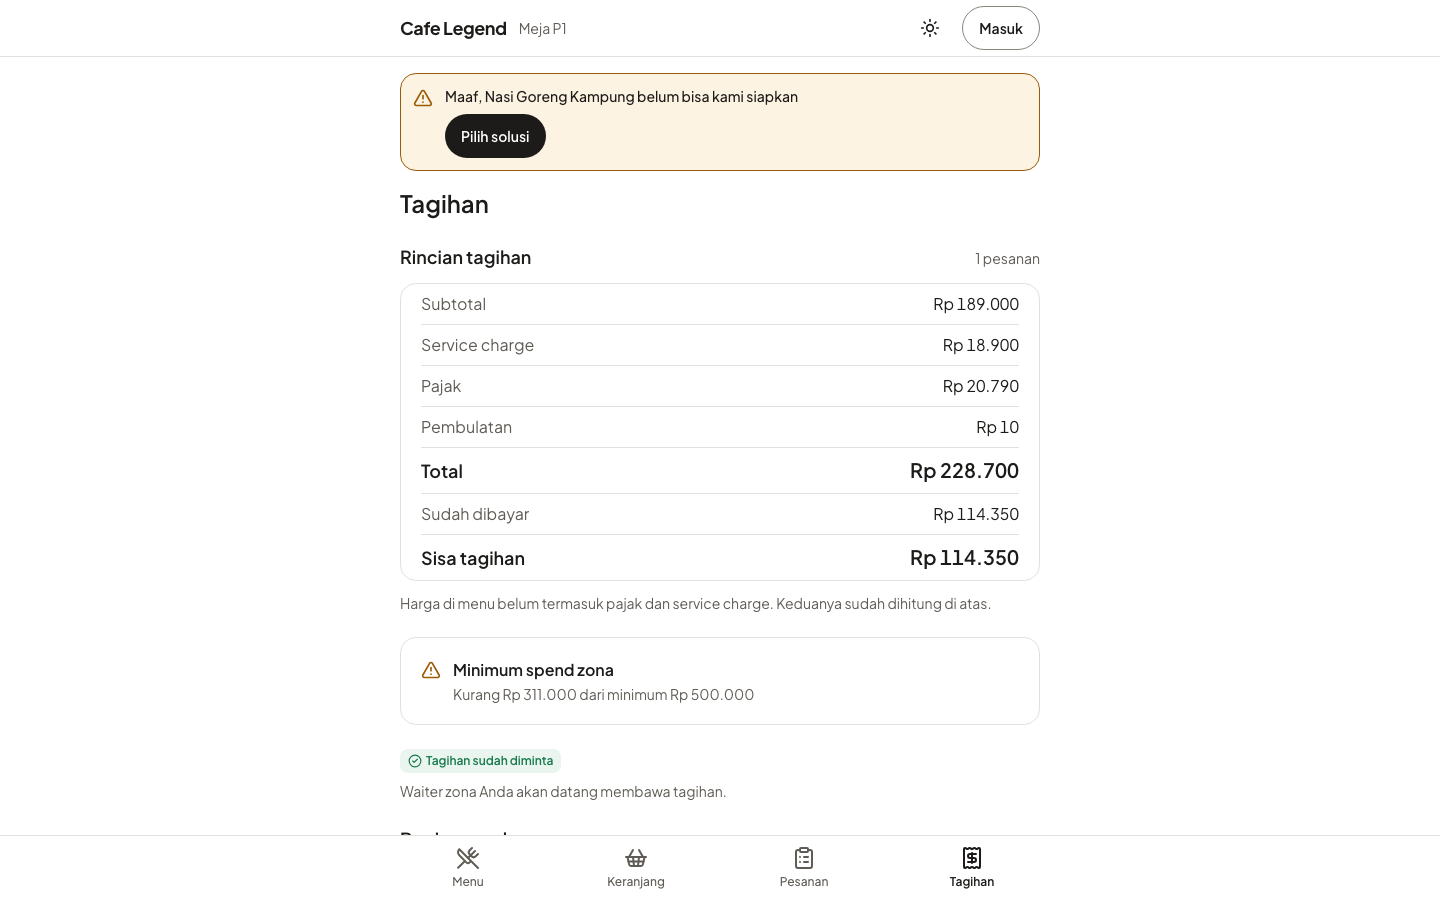 Cafe Legend Meja P1 Masuk
Maaf, Nasi Goreng Kampung belum bisa kami siapkan
Pilih solusi
Tagihan
Rincian tagihan 1 pesanan
Subtotal Rp 189.000
Service charge Rp 18.900
Pajak Rp 20.790
Pembulatan Rp 10
Total Rp 228.700
Sudah dibayar Rp 114.350
Sisa tagihan Rp 114.350
Harga di menu belum termasuk pajak dan service charge. Keduanya sudah dihitung di atas.
Minimum spend zona
Kurang Rp 311.000 dari minimum Rp 500.000
Tagihan sudah diminta
Waiter zona Anda akan datang membawa tagihan.
Menu Keranjang Pesanan Tagihan